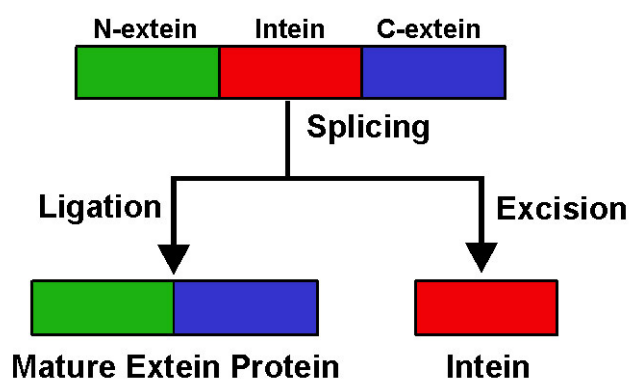 N-extein Intein C-extein
Splicing
Ligation
Excision
Mature Extein Protein
Intein